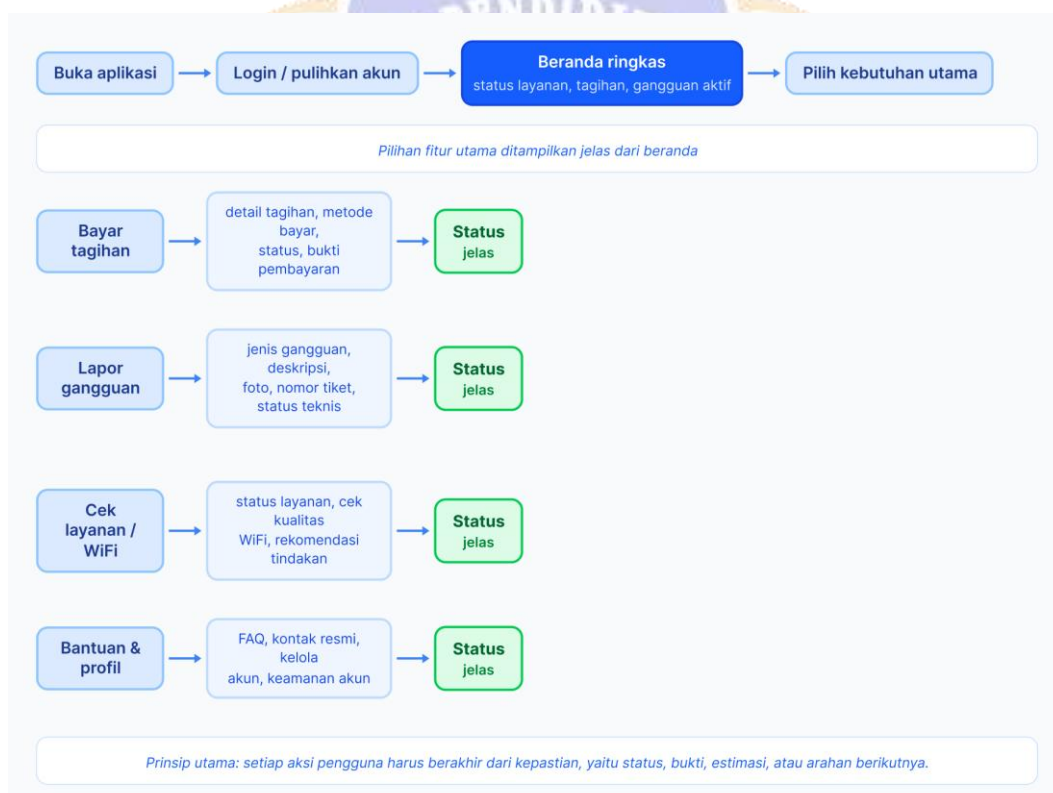 Buka aplikasi
Login / pulihkan akun
Beranda ringkas
status layanan, tagihan, gangguan aktif
Pilih kebutuhan utama
Pilihan fitur utama ditampilkan jelas dari beranda
Bayar
tagihan
detail tagihan, metode
bayar,
status, bukti
pembayaran
Status
jelas
Lapor
gangguan
jenis gangguan,
deskripsi,
foto, nomor tiket,
status teknis
Status
jelas
Cek
layanan /
WiFi
status layanan, cek
kualitas
WiFi, rekomendasi
tindakan
Status
jelas
Bantuan &
profil
FAQ, kontak resmi,
kelola
akun, keamanan akun
Status
jelas
Prinsip utama: setiap aksi pengguna harus berakhir dari kepastian, yaitu status, bukti, estimasi, atau arahan berikutnya.